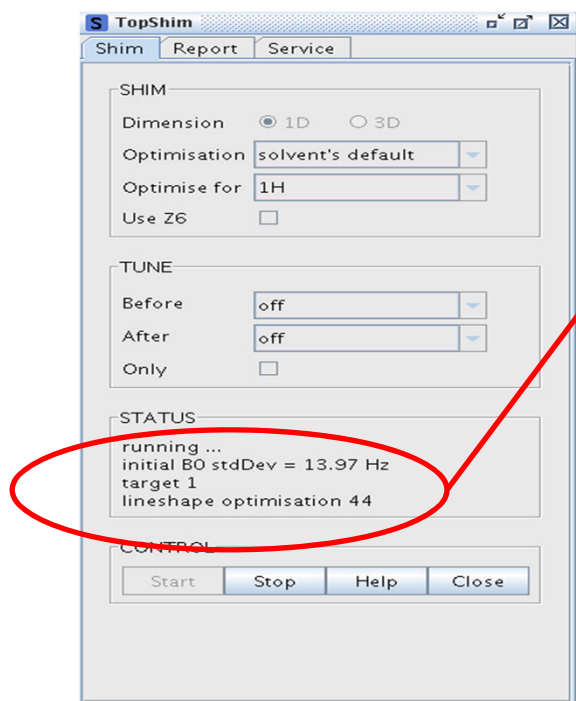 S TopShim
Shim Report Service
SHIM
Dimension 1D 3D
Optimisation solvent's default
Optimise for 1H
Use Z6
TUNE
Before off
After off
Only
STATUS
running ...
initial B0 stdDev = 13.97 Hz
target 1
lineshape optimisation 44
CONTROL
Start Stop Help Close